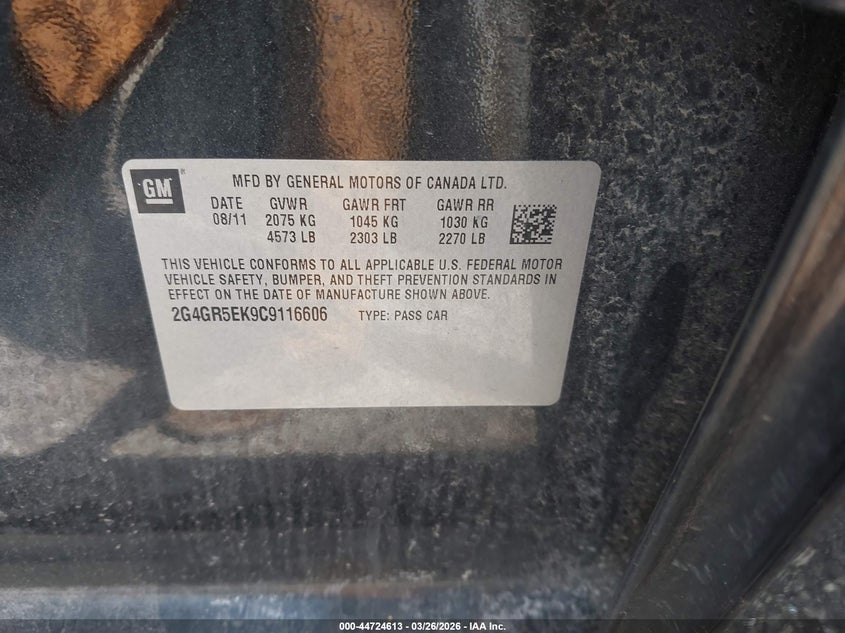 GM
MFD BY GENERAL MOTORS OF CANADA LTD.
DATE GVWR GAWR FRT GAWR RR
08/11 2075 KG 1045 KG 1030 KG
4573 LB 2303 LB 2270 LB
THIS VEHICLE CONFORMS TO ALL APPLICABLE U.S. FEDERAL MOTOR
VEHICLE SAFETY, BUMPER, AND THEFT PREVENTION STANDARDS IN
EFFECT ON THE DATE OF MANUFACTURE SHOWN ABOVE.
2G4GR5EK9C9116606 TYPE: PASS CAR
000-44724613 - 03/26/2026 - IAA Inc.